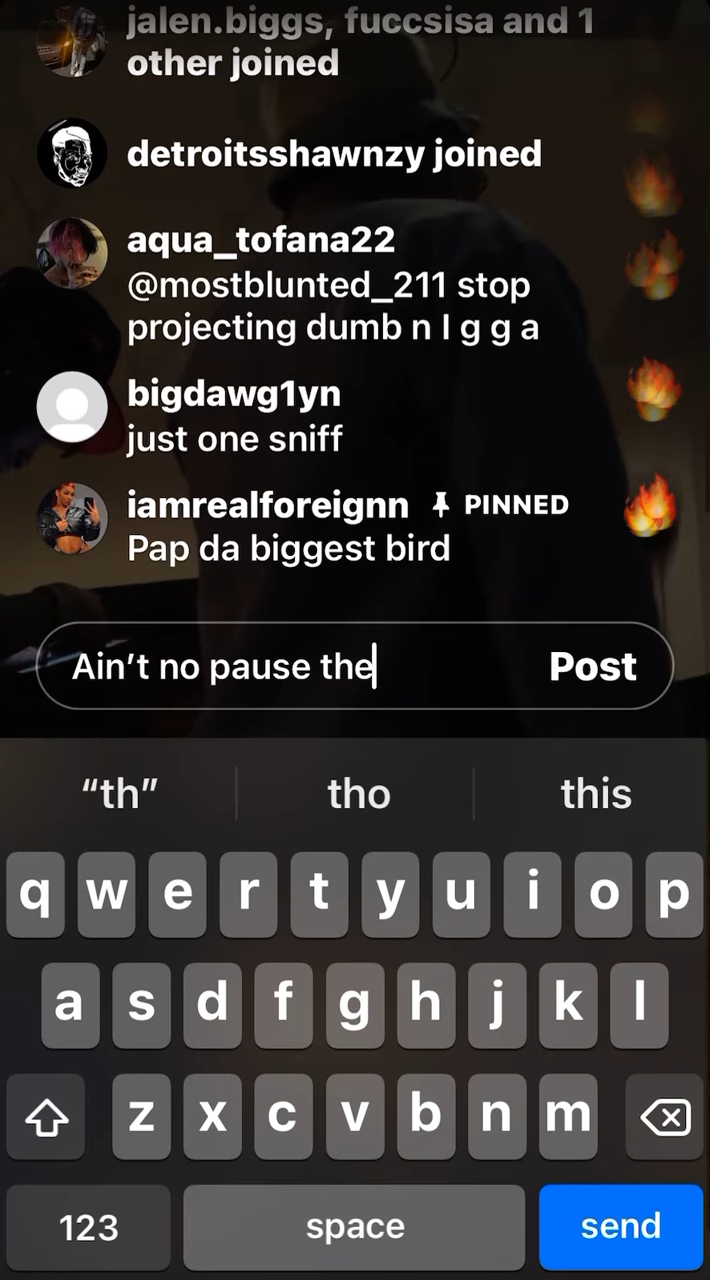 jalen.biggs, fuccsisa and 1
other joined
detroitsshawnzy joined
aqua_tofana22
@mostblunted_211 stop
projecting dumb n I g g a
bigdawg1yn
just one sniff
iamrealforeignn PINNED
Pap da biggest bird
Ain’t no pause the Post
“th” tho this
q w e r t y u i o p
a s d f g h j k l
z x c v b n m
123 space send